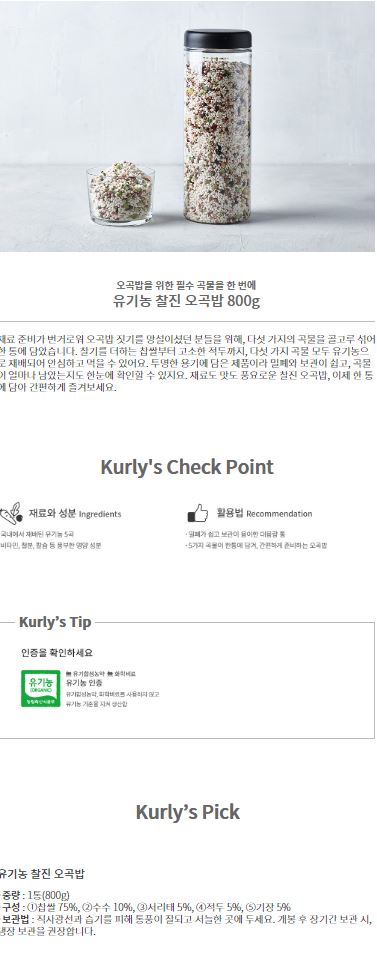 오곡밥을 위한 필수 곡물을 한 번에
유기농 찰진 오곡밥 800g
재료 준비가 번거로워 오곡밥 짓기를 망설이셨던 분들을 위해, 다섯 가지의 곡물을 골고루 섞어
한 통에 담았습니다. 찰기를 더하는 찹쌀부터 고소한 적두까지, 다섯 가지 곡물 모두 유기농으
로 재배되어 안심하고 먹을 수 있어요. 투명한 용기에 담은 제품이라 밀폐와 보관이 쉽고, 곡물
이 얼마나 남았는지도 한눈에 확인할 수 있지요. 재료도 맛도 풍요로운 찰진 오곡밥, 이제 한 통
에 담아 간편하게 즐겨보세요.
Kurly's Check Point
재료와 성분 Ingredients
· 국내에서 재배된 유기농 5곡
· 비타민, 철분, 칼슘 등 풍부한 영양 성분
활용법 Recommendation
· 밀폐가 쉽고 보관이 용이한 대용량 통
· 5가지 곡물이 한통에 담겨, 간편하게 준비하는 오곡밥
Kurly's Tip
인증을 확인하세요
유기농
(ORGANIC)
농림축산식품부
無 유기합성농약 無 화학비료
유기농 인증
유기합성농약, 화학비료를 사용하지 않고
유기농 기준을 지켜 생산함
Kurly's Pick
유기농 찰진 오곡밥
· 중량 : 1통(800g)
· 구성 : ①찹쌀 75%, ②수수 10%, ③서리태 5%, ④적두 5%, ⑤기장 5%
· 보관법 : 직사광선과 습기를 피해 통풍이 잘되고 서늘한 곳에 두세요. 개봉 후 장기간 보관 시,
냉장 보관을 권장합니다.